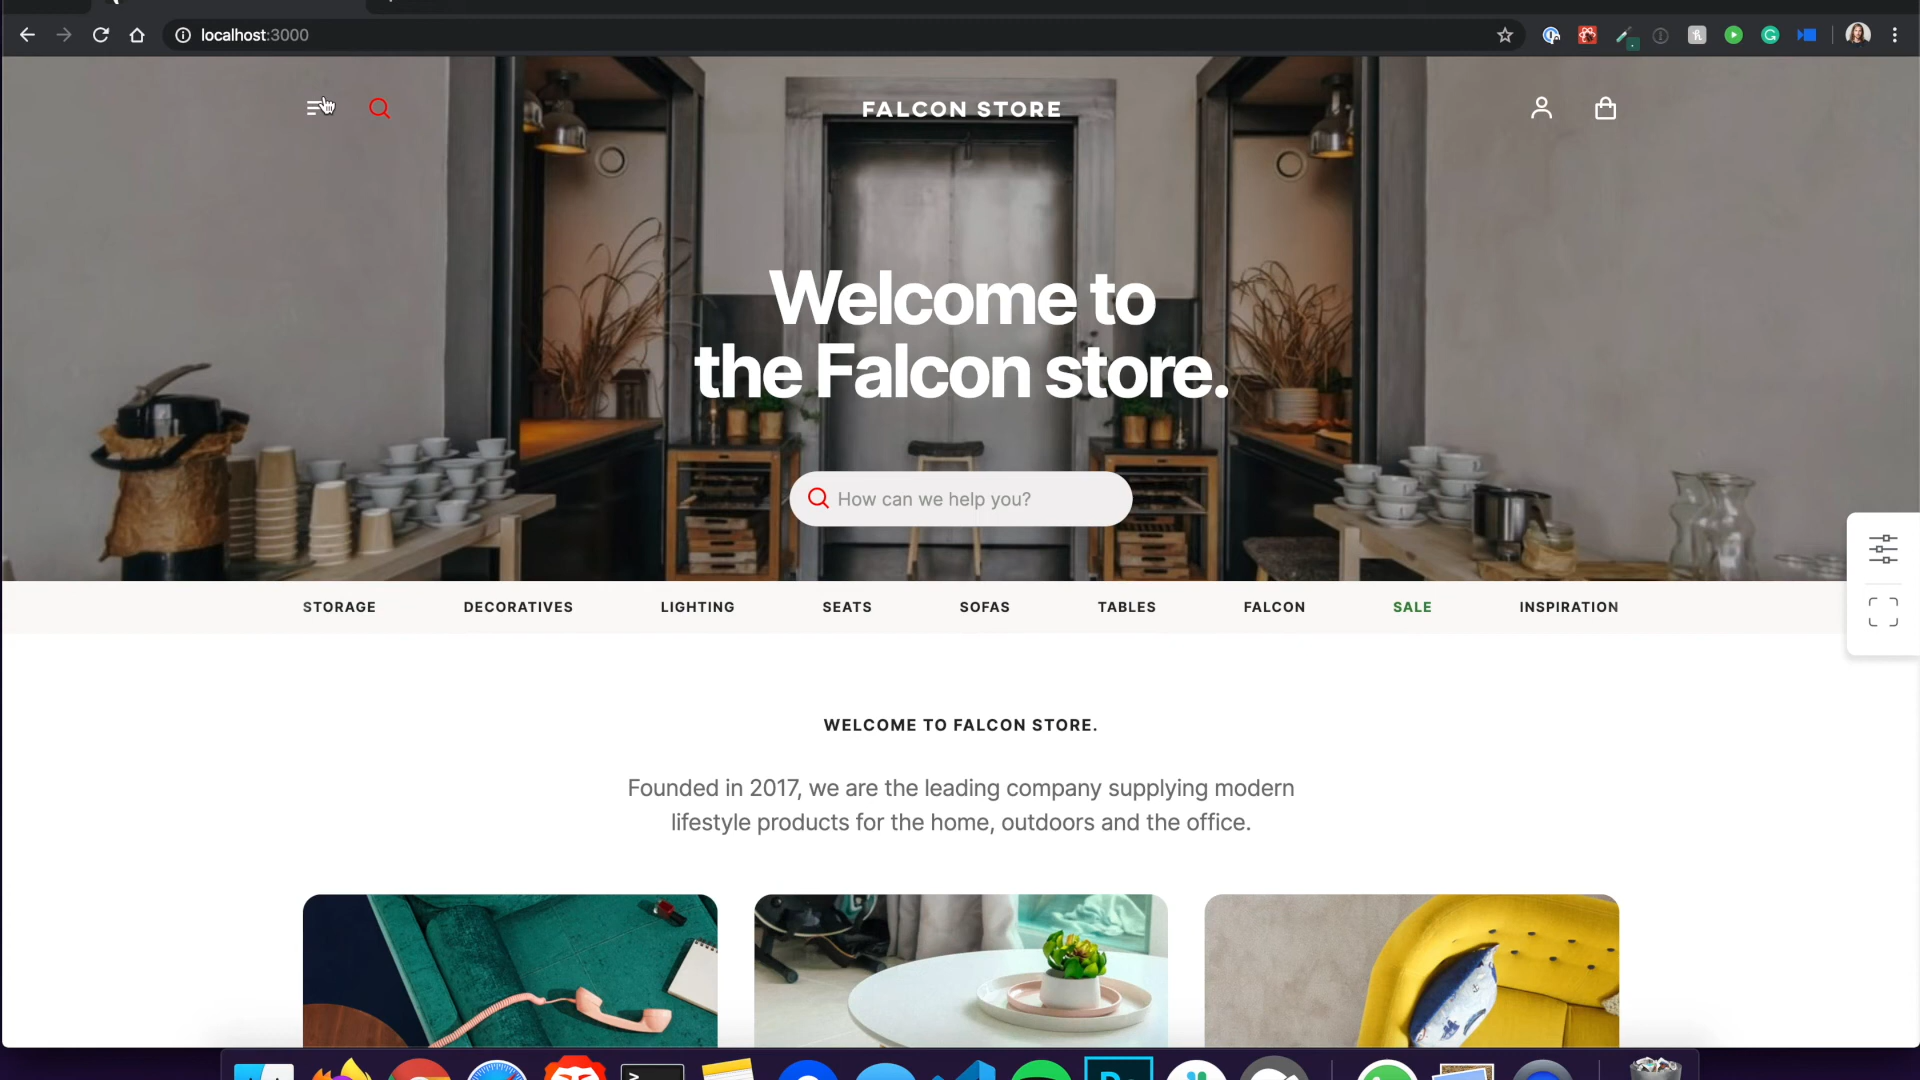 localhost:3000
FALCON STORE
Welcome to
the Falcon store.
How can we help you?
STORAGE DECORATIVES LIGHTING SEATS SOFAS TABLES FALCON SALE INSPIRATION
WELCOME TO FALCON STORE.
Founded in 2017, we are the leading company supplying modern
lifestyle products for the home, outdoors and the office.